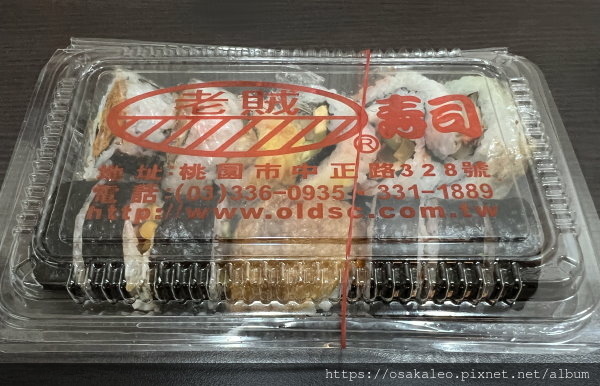 老賊 ® 壽司
地址:桃園市中正路328號
電話:(03)336-0935•331-1889
http://www.oldsc.com.tw
https://osakaleo.pixnet.net/album